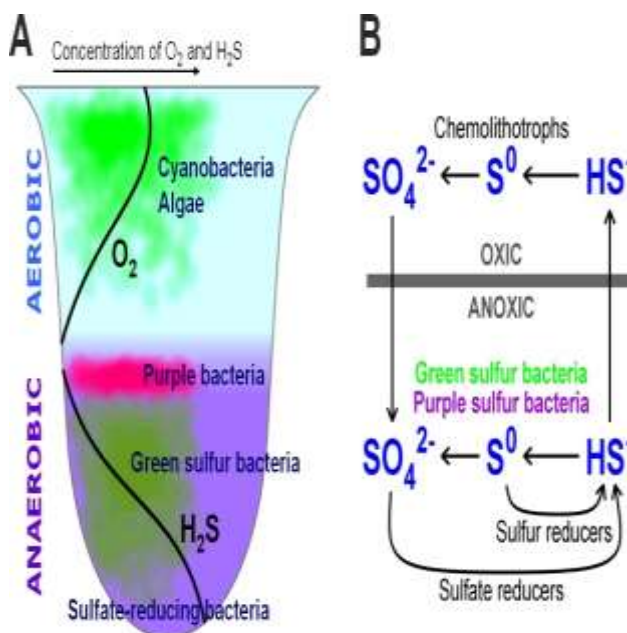 A
Concentration of O₂ and H₂S
AEROBIC
Cyanobacteria
Algae
O₂
ANAEROBIC
Purple bacteria
Green sulfur bacteria
H₂S
Sulfate-reducing bacteria
B
Chemolithotrophs
SO₄²⁻ ← S⁰ ← HS⁻
OXIC
ANOXIC
Green sulfur bacteria
Purple sulfur bacteria
SO₄²⁻ ← S⁰ ← HS⁻
Sulfur reducers
Sulfate reducers